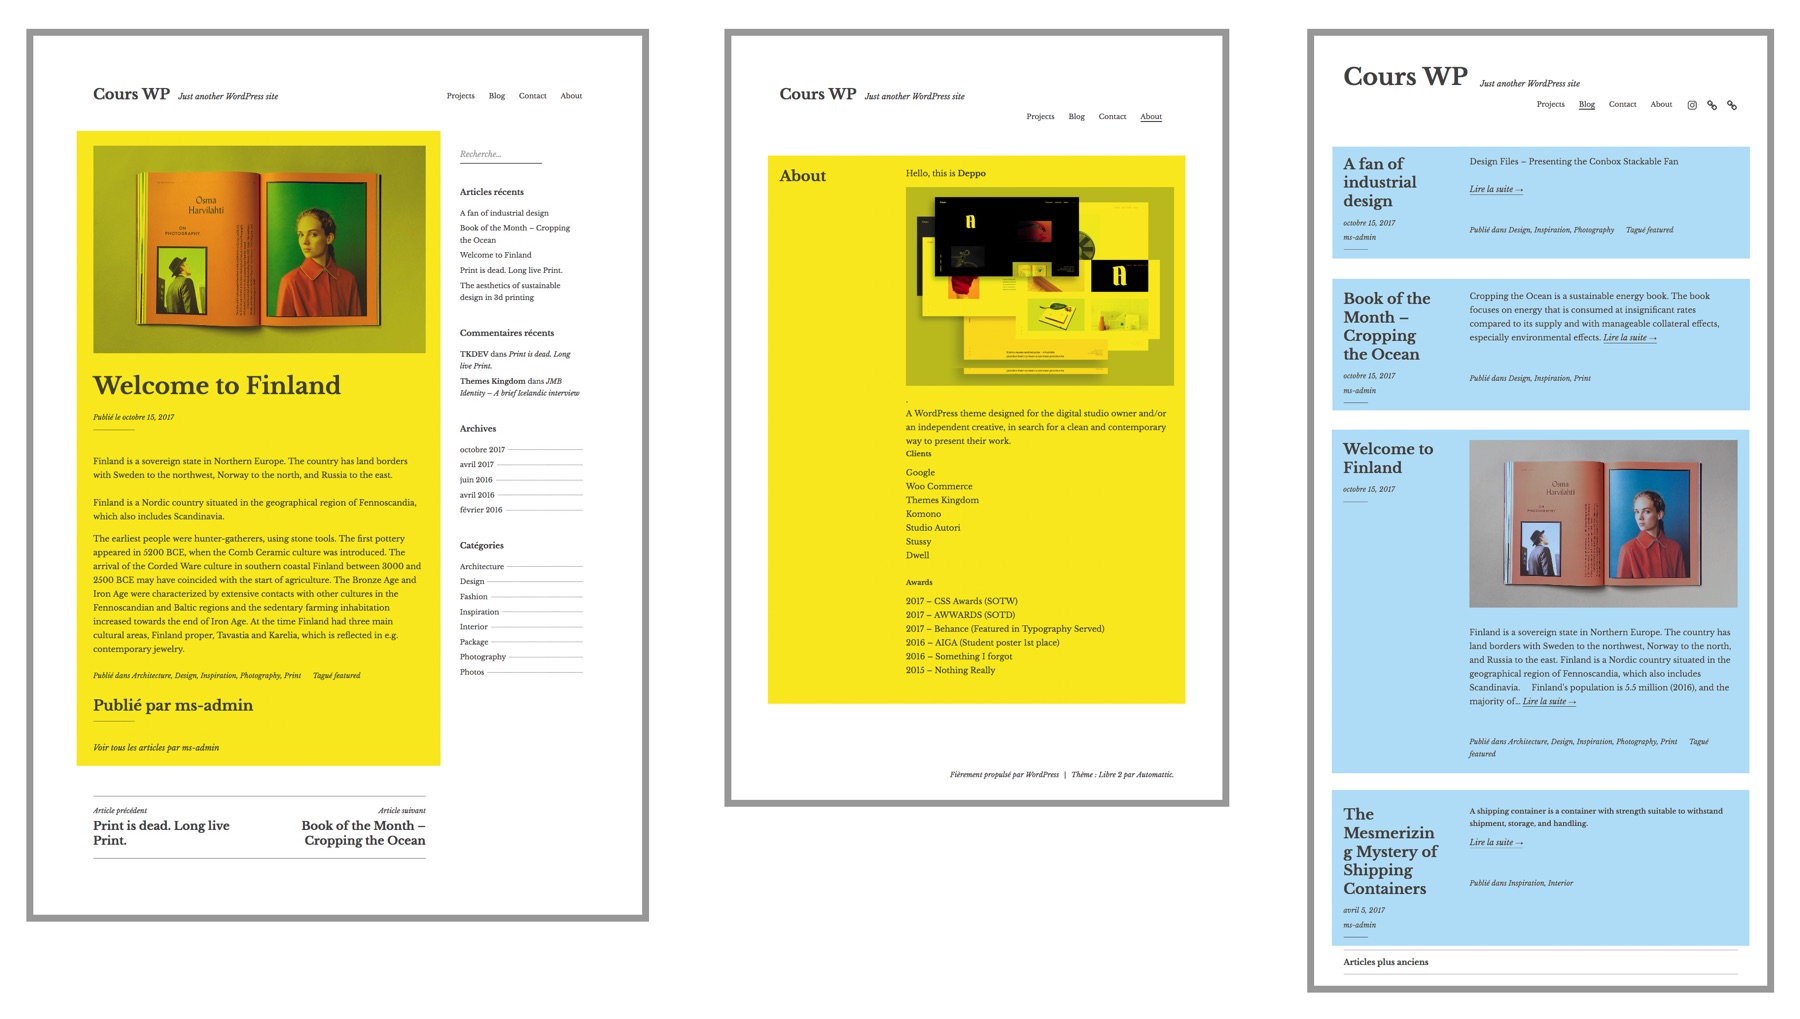 Cours WP Just another WordPress site
Projects Blog Contact About
Osma
Harvilahti
ON
PHOTOGRAPHY
Welcome to Finland
Publié le octobre 15, 2017
Finland is a sovereign state in Northern Europe. The country has land borders
with Sweden to the northwest, Norway to the north, and Russia to the east.
Finland is a Nordic country situated in the geographical region of Fennoscandia,
which also includes Scandinavia.
The earliest people were hunter-gatherers, using stone tools. The first pottery
appeared in 5200 BCE, when the Comb Ceramic culture was introduced. The
arrival of the Corded Ware culture in southern coastal Finland between 3000 and
2500 BCE may have coincided with the start of agriculture. The Bronze Age and
Iron Age were characterized by extensive contacts with other cultures in the
Fennoscandian and Baltic regions and the sedentary farming inhabitation
increased towards the end of Iron Age. At the time Finland had three main
cultural areas, Finland proper, Tavastia and Karelia, which is reflected in e.g.
contemporary jewelry.
Publié dans Architecture, Design, Inspiration, Photography, Print Tagué featured
Publié par ms-admin
Voir tous les articles par ms-admin
Article précédent
Print is dead. Long live
Print.
Article suivant
Book of the Month –
Cropping the Ocean
Recherche...
Articles récents
A fan of industrial design
Book of the Month – Cropping
the Ocean
Welcome to Finland
Print is dead. Long live Print.
The aesthetics of sustainable
design in 3d printing
Commentaires récents
TKDEV dans Print is dead. Long
live Print.
Themes Kingdom dans JMB
Identity – A brief Icelandic interview
Archives
octobre 2017
avril 2017
juin 2016
avril 2016
février 2016
Catégories
Architecture
Design
Fashion
Inspiration
Interior
Package
Photography
Photos
Cours WP Just another WordPress site
Projects Blog Contact About
About
Hello, this is Deppo
.
A WordPress theme designed for the digital studio owner and/or
an independent creative, in search for a clean and contemporary
way to present their work.
Clients
Google
Woo Commerce
Themes Kingdom
Komono
Studio Autori
Stussy
Dwell
Awards
2017 – CSS Awards (SOTW)
2017 – AWWARDS (SOTD)
2017 – Behance (Featured in Typography Served)
2016 – AIGA (Student poster 1st place)
2016 – Something I forgot
2015 – Nothing Really
Fièrement propulsé par WordPress | Thème : Libre 2 par Automattic.
Cours WP Just another WordPress site
Projects Blog Contact About
A fan of
industrial
design
octobre 15, 2017
ms-admin
Design Files – Presenting the Conbox Stackable Fan
Lire la suite →
Publié dans Design, Inspiration, Photography Tagué featured
Book of the
Month –
Cropping
the Ocean
octobre 15, 2017
ms-admin
Cropping the Ocean is a sustainable energy book. The book
focuses on energy that is consumed at insignificant rates
compared to its supply and with manageable collateral effects,
especially environmental effects. Lire la suite →
Publié dans Design, Inspiration, Print
Welcome to
Finland
octobre 15, 2017
Osma
Harvilahti
ON
PHOTOGRAPHY
Finland is a sovereign state in Northern Europe. The country has
land borders with Sweden to the northwest, Norway to the north,
and Russia to the east. Finland is a Nordic country situated in the
geographical region of Fennoscandia, which also includes
Scandinavia. Finland's population is 5.5 million (2016), and the
majority of... Lire la suite →
Publié dans Architecture, Design, Inspiration, Photography, Print Tagué
featured
The
Mesmerizin
g Mystery of
Shipping
Containers
avril 5, 2017
ms-admin
A shipping container is a container with strength suitable to withstand
shipment, storage, and handling.
Lire la suite →
Publié dans Inspiration, Interior
Articles plus anciens